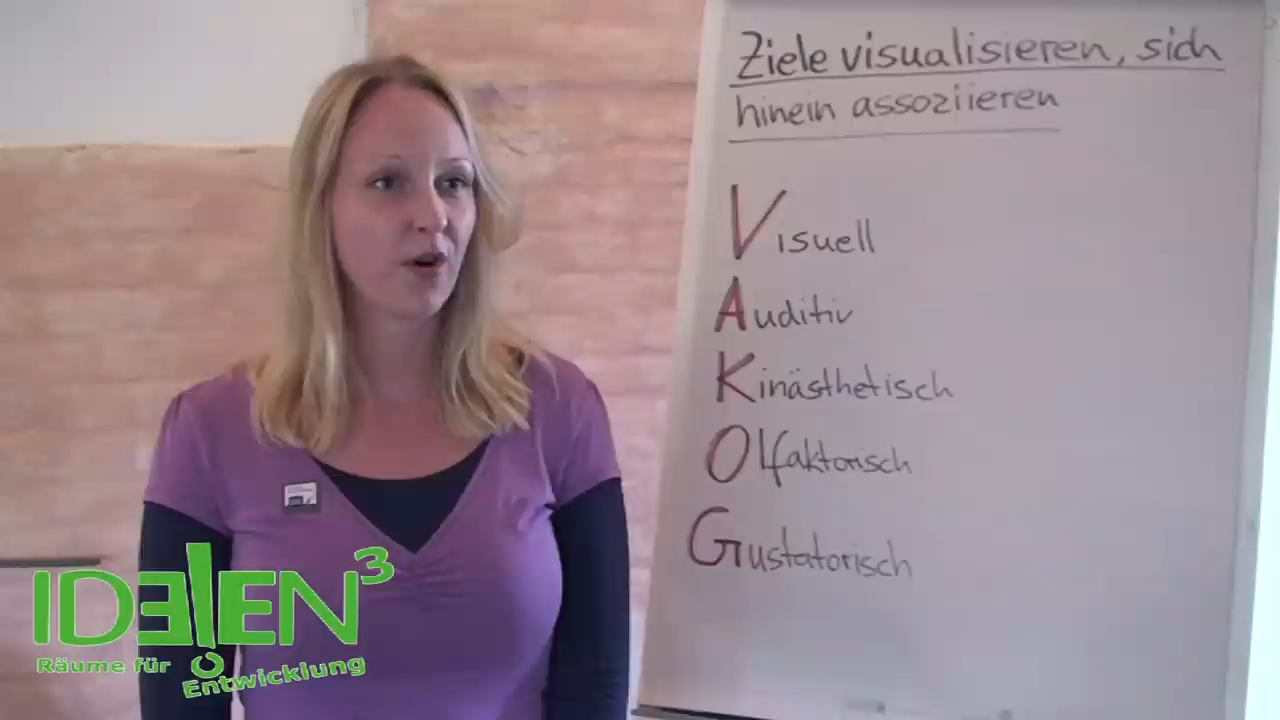 Ziele visualisieren, sich
hinein assoziieren
Visuell
Auditiv
Kinästhetisch
Olfaktorisch
Gustatorisch
IDEEN³
Räume für
Entwicklung